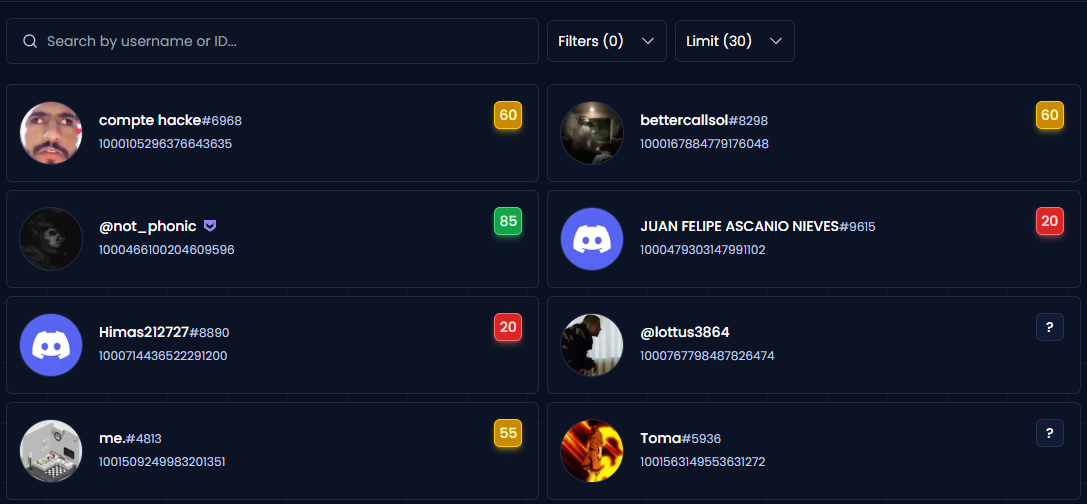 Search by username or ID...
Filters (0)
Limit (30)
compte hacke#6968
1000105296376643635
60
bettercallsol#8298
1000167884779176048
60
@not_phonic
1000466100204609596
85
JUAN FELIPE ASCANIO NIEVES#9615
1000479303147991102
20
Himas212727#8890
1000714436522291200
20
@lottus3864
1000767798487826474
?
me.#4813
1001509249983201351
55
Toma#5936
1001563149553631272
?